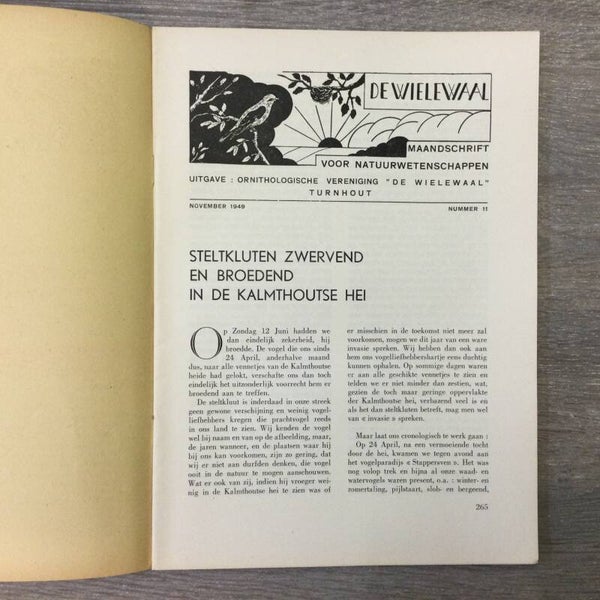 DE WIELEWAAL
MAANDSCHRIFT
VOOR NATUURWETENSCHAPPEN
UITGAVE : ORNITHOLOGISCHE VERENIGING "DE WIELEWAAL"
TURNHOUT
NOVEMBER 1949 NUMMER 11
STELTKLUTEN ZWERVEND
EN BROEDEND
IN DE KALMTHOUTSE HEI
Op Zondag 12 Juni hadden we
dan eindelijk zekerheid, hij
broedde. De vogel die ons sinds
24 April, anderhalve maand
dus, naar alle vennetjes van de Kalmthoutse
heide had gelokt, verschafte ons dan toch
eindelijk het uitzonderlijk voorrecht hem er
broedend aan te treffen.
De steltkluut is inderdaad in onze streek
geen gewone verschijning en weinig vogel-
liefhebbers kregen die prachtvogel reeds
in ons land te zien. Wij kenden de vogel
wel bij naam en van op de afbeelding, maar,
de jaren wanneer, en de plaatsen waar hij
bij ons kan voorkomen, zijn zo gering, dat
wij er niet aan durfden denken, die vogel
ooit in de natuur te mogen aanschouwen.
Wat er ook van zij, indien hij vroeger wei-
nig in de Kalmthoutse hei te zien was of
er misschien in de toekomst niet meer zal
voorkomen, mogen we dit jaar van een ware
invasie spreken. Wij hebben dan ook aan
hem ons vogelliefhebbershartje eens duchtig
kunnen ophalen. Op sommige dagen waren
er aan alle geschikte vennetjes te zien en
telden we er niet minder dan zestien, wat,
gezien de toch maar geringe oppervlakte
der Kalmthoutse hei, verbazend veel is en
als het dan steltkluten betreft, mag men wel
van « invasie » spreken.
Maar laat ons cronologisch te werk gaan :
Op 24 April, na een vermoeiende tocht
door de hei, kwamen we tegen avond aan
het vogelparadijs « Stappersven ». Het was
nog volop trek en bijna al onze waad- en
watervogels waren present, o.a. : winter- en
zomertaling, pijlstaart, slob- en bergeend,
265